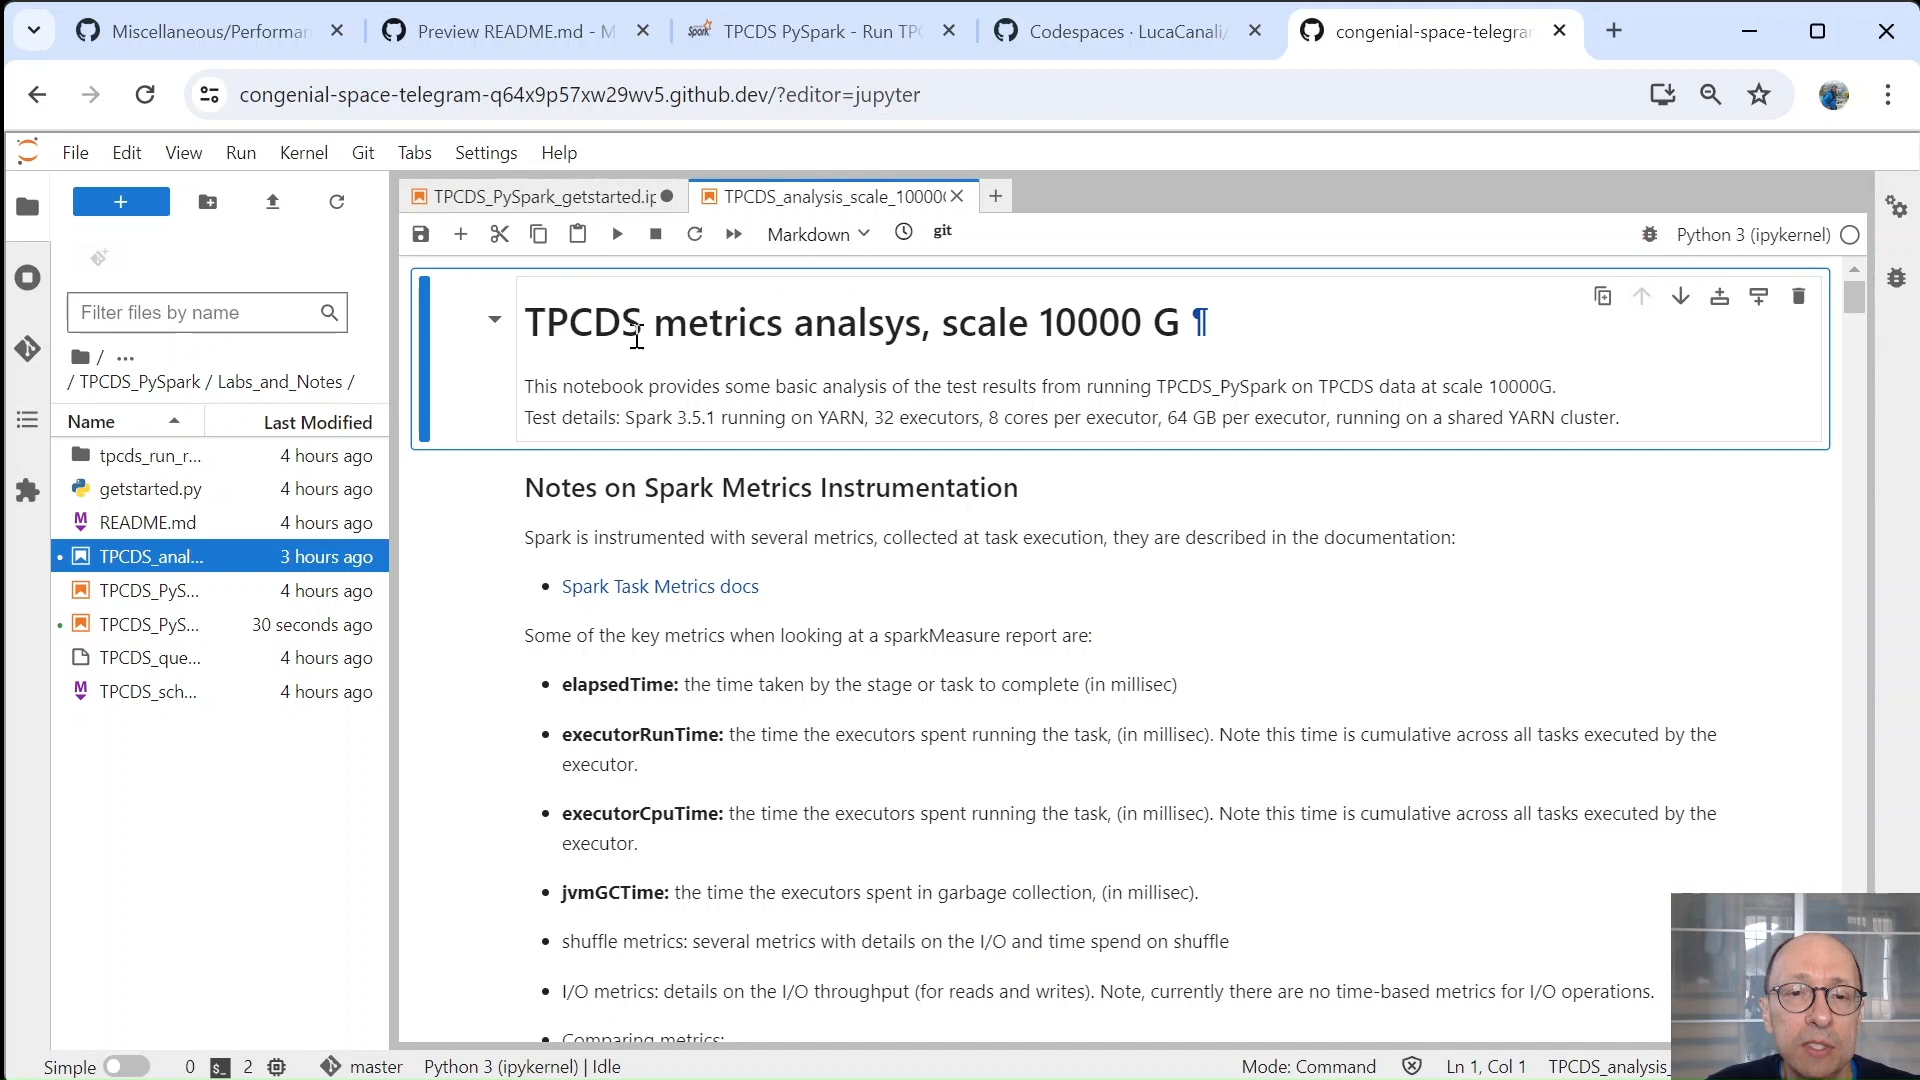 Miscellaneous/Performan
Preview README.md - M
TPCDS PySpark - Run TPC
Codespaces · LucaCanali/
congenial-space-telegram
congenial-space-telegram-q64x9p57xw29wv5.github.dev/?editor=jupyter
File Edit View Run Kernel Git Tabs Settings Help
TPCDS_PySpark_getstarted.ip
TPCDS_analysis_scale_10000
Markdown
git
Python 3 (ipykernel)
Filter files by name
/ ...
/ TPCDS_PySpark / Labs_and_Notes /
Name Last Modified
tpcds_run_r... 4 hours ago
getstarted.py 4 hours ago
README.md 4 hours ago
TPCDS_anal... 3 hours ago
TPCDS_PyS... 4 hours ago
TPCDS_PyS... 30 seconds ago
TPCDS_que... 4 hours ago
TPCDS_sch... 4 hours ago
TPCDS metrics analsys, scale 10000 G ¶
This notebook provides some basic analysis of the test results from running TPCDS_PySpark on TPCDS data at scale 10000G.
Test details: Spark 3.5.1 running on YARN, 32 executors, 8 cores per executor, 64 GB per executor, running on a shared YARN cluster.
Notes on Spark Metrics Instrumentation
Spark is instrumented with several metrics, collected at task execution, they are described in the documentation:
• Spark Task Metrics docs
Some of the key metrics when looking at a sparkMeasure report are:
• elapsedTime: the time taken by the stage or task to complete (in millisec)
• executorRunTime: the time the executors spent running the task, (in millisec). Note this time is cumulative across all tasks executed by the
executor.
• executorCpuTime: the time the executors spent running the task, (in millisec). Note this time is cumulative across all tasks executed by the
executor.
• jvmGCTime: the time the executors spent in garbage collection, (in millisec).
• shuffle metrics: several metrics with details on the I/O and time spend on shuffle
• I/O metrics: details on the I/O throughput (for reads and writes). Note, currently there are no time-based metrics for I/O operations.
• Comparing metrics:
Simple 0 2 master Python 3 (ipykernel) | Idle Mode: Command Ln 1, Col 1 TPCDS_analysis_